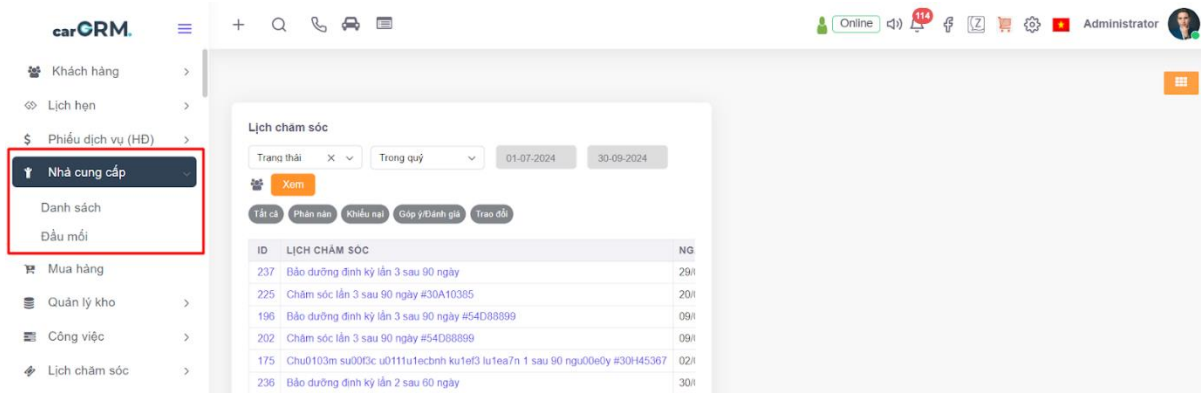 carGRM.
Online
114
Administrator
Khách hàng
Lịch hẹn
Phiếu dịch vụ (HĐ)
Nhà cung cấp
Danh sách
Đầu mối
Mua hàng
Quản lý kho
Công việc
Lịch chăm sóc
Lịch chăm sóc
Trạng thái
Trong quý
01-07-2024
30-09-2024
Xem
Tất cả Phàn nàn Khiếu nại Góp ý/Đánh giá Trao đổi
ID LỊCH CHĂM SÓC NG
237 Bảo dưỡng định kỳ lần 3 sau 90 ngày 29/
225 Chăm sóc lần 3 sau 90 ngày #30A10385 20/
196 Bảo dưỡng định kỳ lần 3 sau 90 ngày #54D88899 09/
202 Chăm sóc lần 3 sau 90 ngày #54D88899 09/
175 Chu0103m su00f3c u0111u1ecbnh ku1ef3 lu1ea7n 1 sau 90 ngu00e0y #30H45367 02/
236 Bảo dưỡng định kỳ lần 2 sau 60 ngày 30/